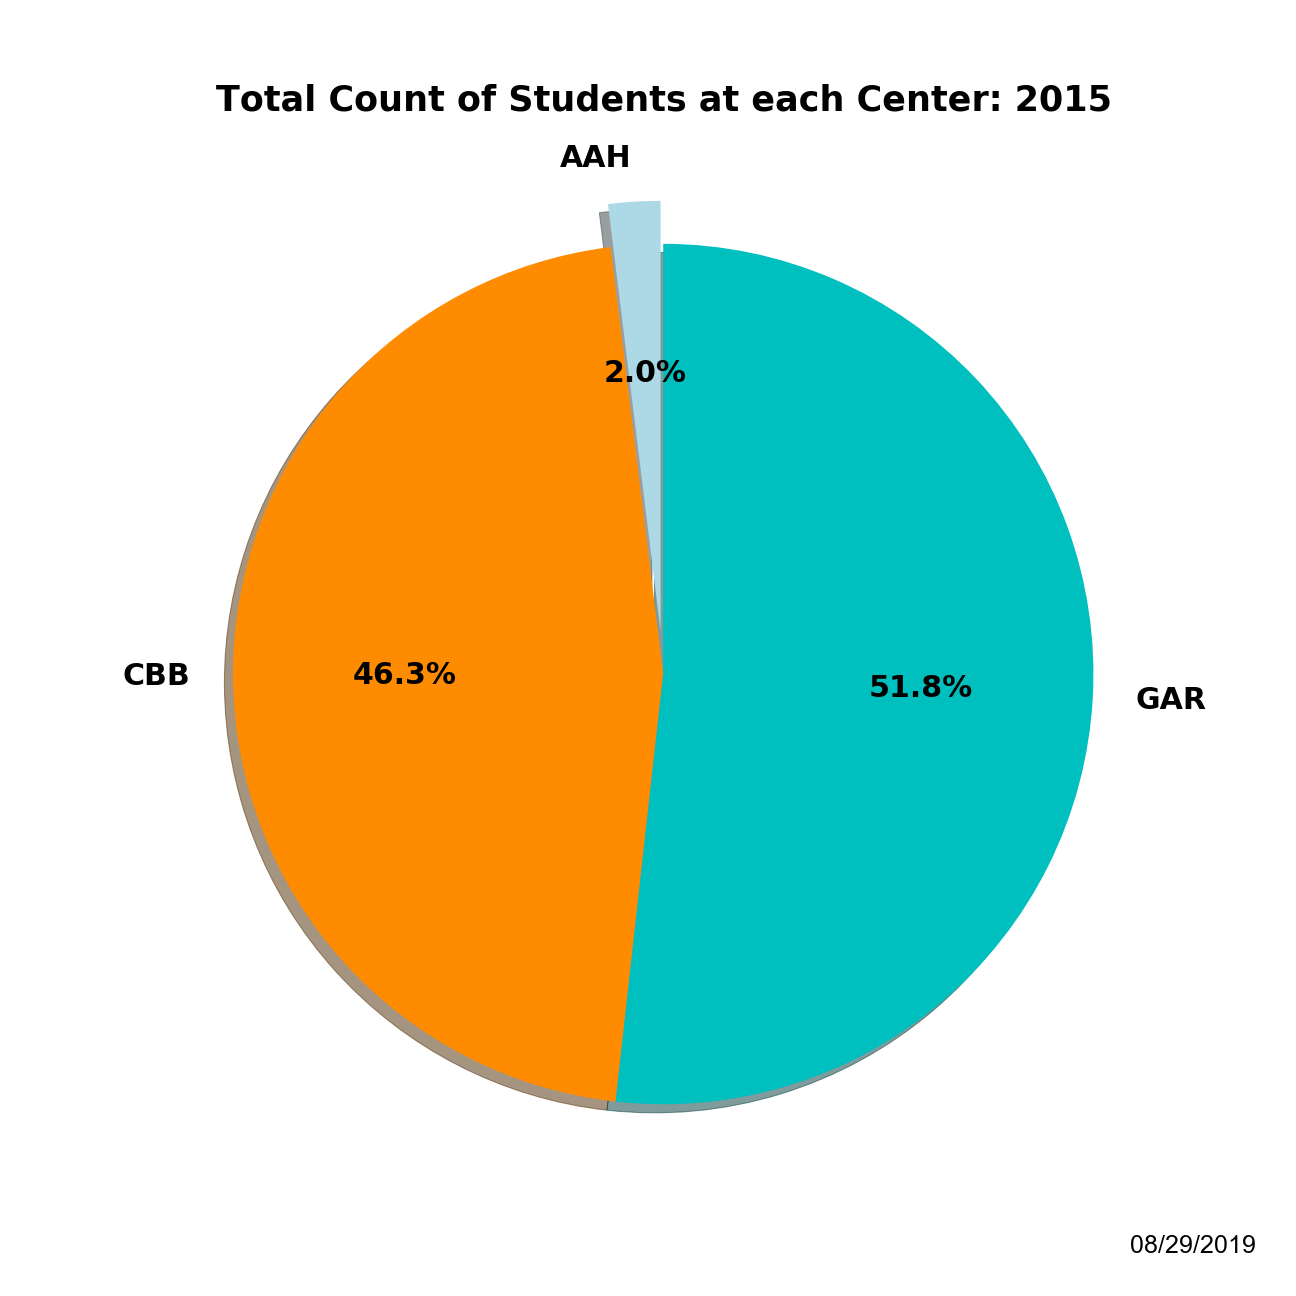 Total Count of Students at each Center: 2015
AAH
2.0%
CBB
46.3%
51.8%
GAR
08/29/2019